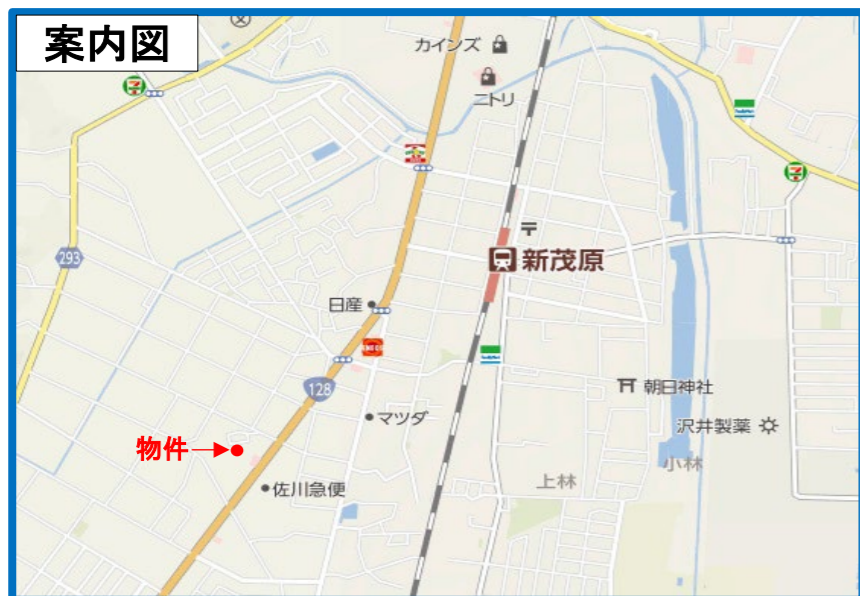 案内図
カインズ
ニトリ
7
7
〒
新茂原
293
日産
128
朝日神社
マツダ
沢井製薬
物件→●
小林
上林
佐川急便